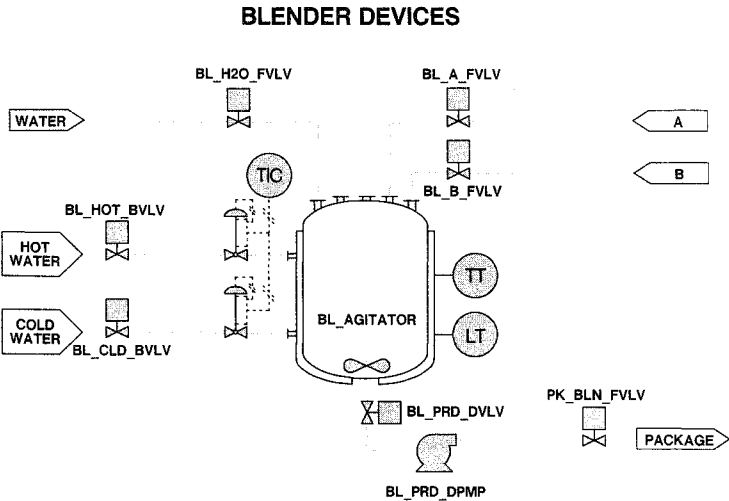 BLENDER DEVICES
BL_H2O_FVLV
BL_A_FVLV
WATER
A
B
TIC
BL_B_FVLV
BL_HOT_BVLV
HOT
WATER
TT
COLD
WATER
BL_AGITATOR
LT
BL_CLD_BVLV
PK_BLN_FVLV
BL_PRD_DVLV
PACKAGE
BL_PRD_DPMP